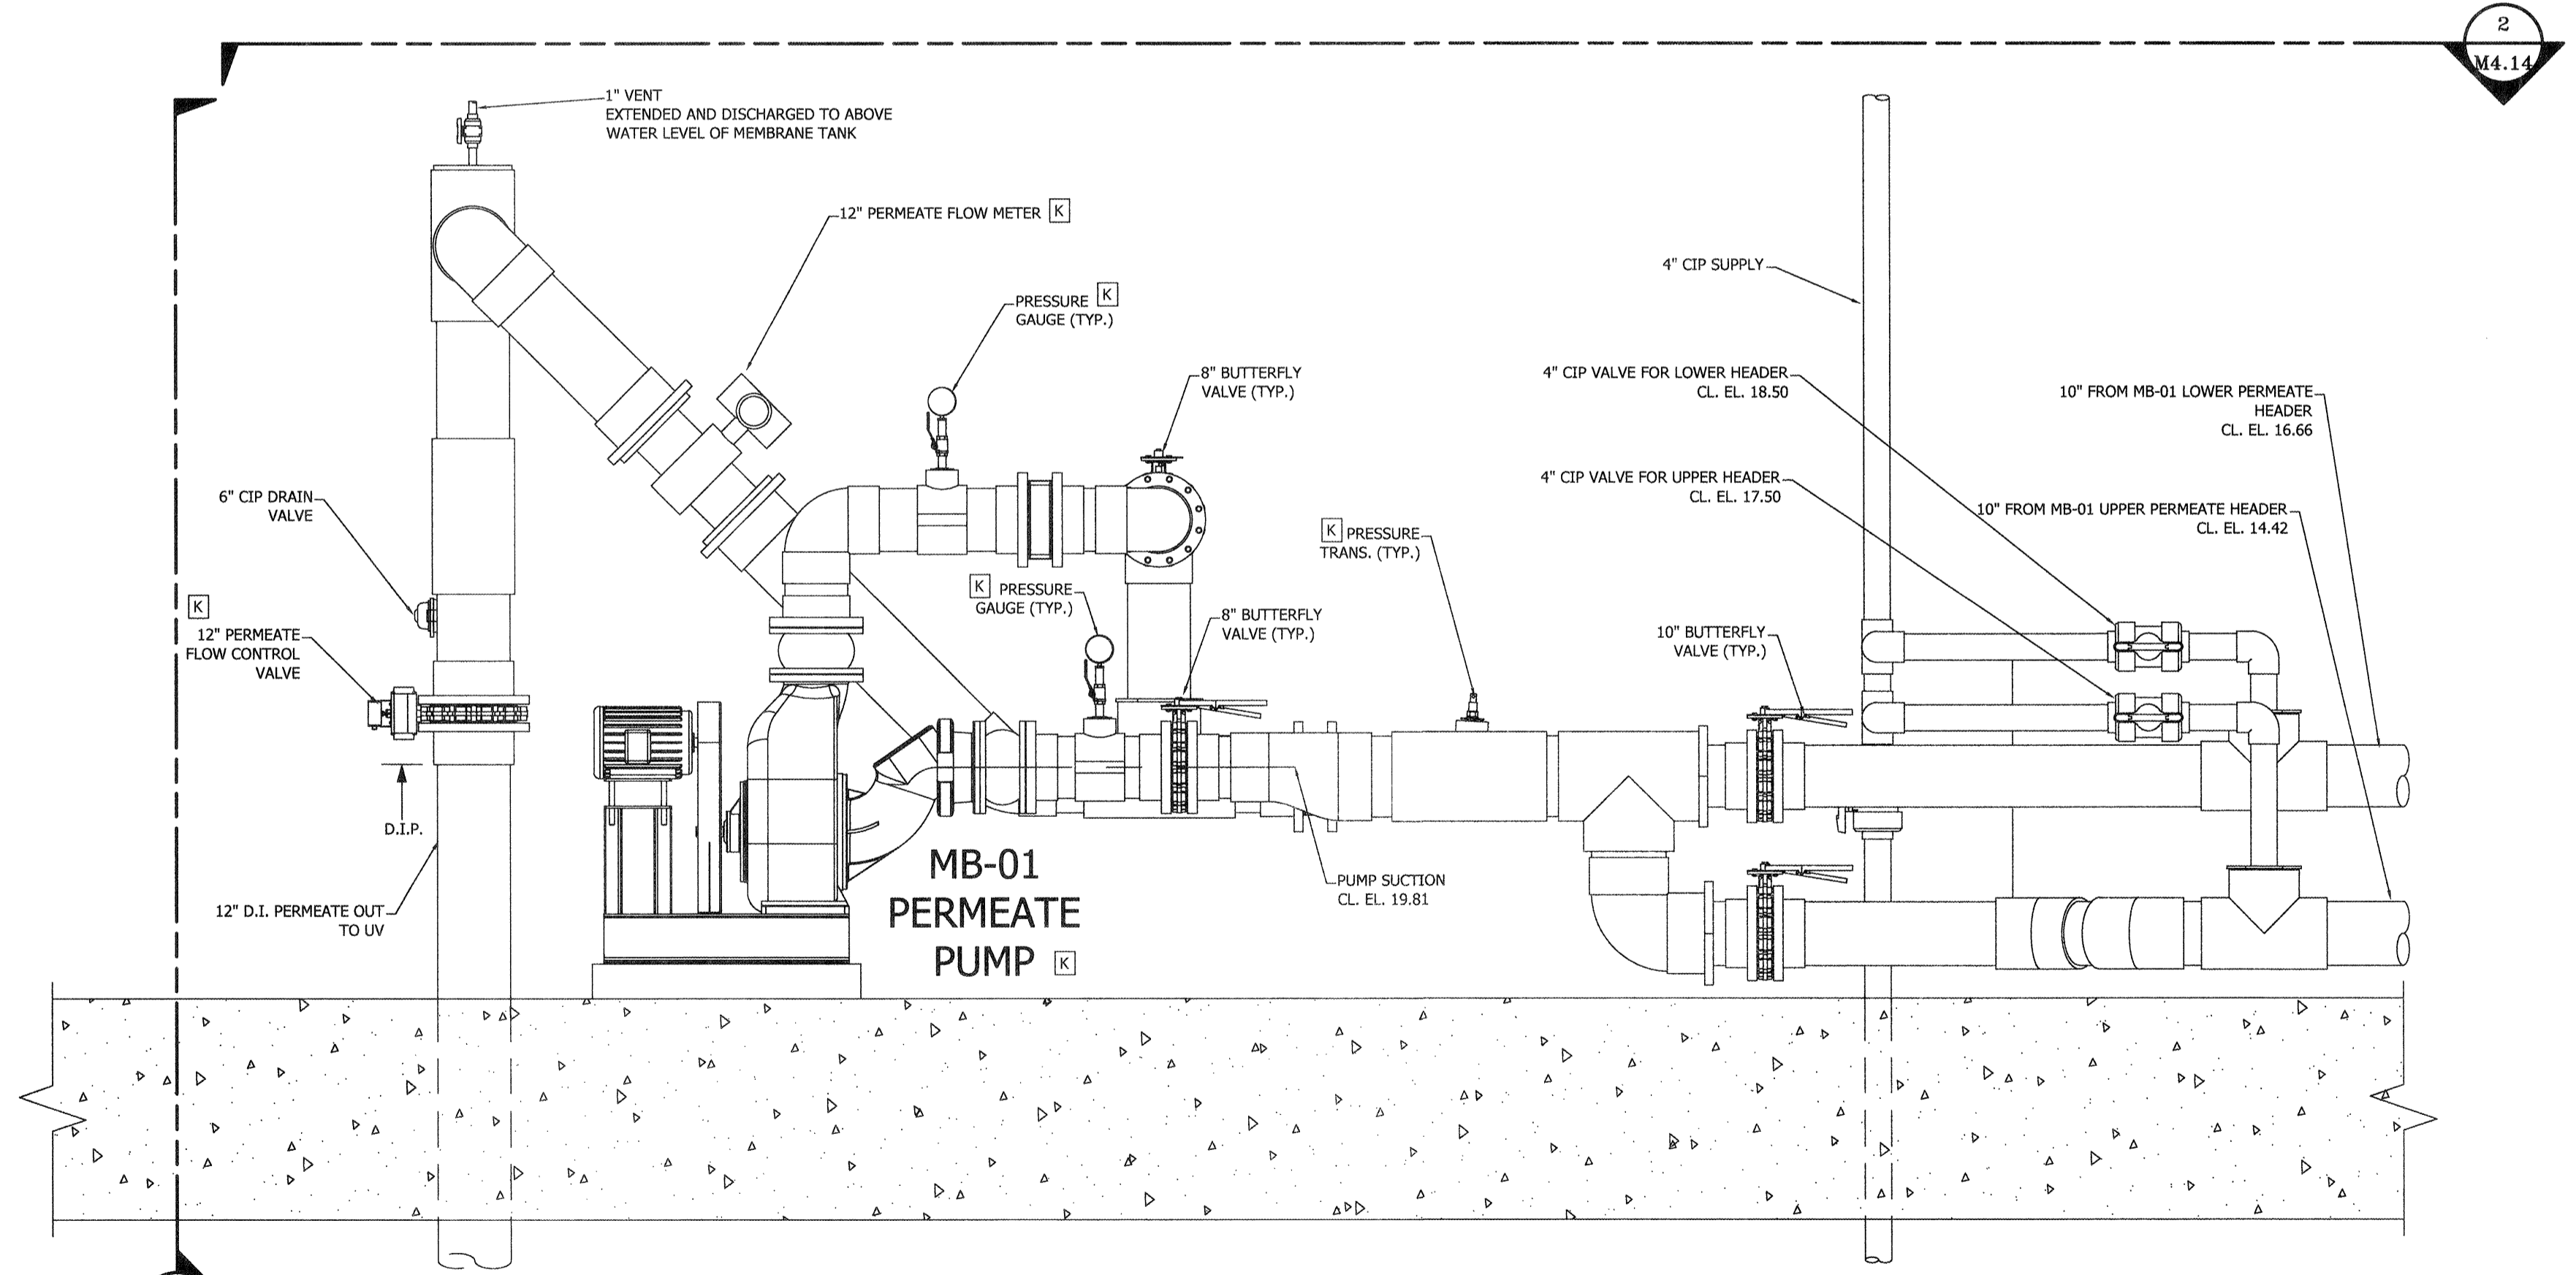 2
M4.14
1" VENT
EXTENDED AND DISCHARGED TO ABOVE
WATER LEVEL OF MEMBRANE TANK
12" PERMEATE FLOW METER K
PRESSURE K
GAUGE (TYP.)
4" CIP SUPPLY
8" BUTTERFLY
VALVE (TYP.)
4" CIP VALVE FOR LOWER HEADER
CL. EL. 18.50
10" FROM MB-01 LOWER PERMEATE
HEADER
CL. EL. 16.66
4" CIP VALVE FOR UPPER HEADER
CL. EL. 17.50
10" FROM MB-01 UPPER PERMEATE HEADER
CL. EL. 14.42
6" CIP DRAIN
VALVE
K PRESSURE
TRANS. (TYP.)
K PRESSURE
GAUGE (TYP.)
8" BUTTERFLY
VALVE (TYP.)
10" BUTTERFLY
VALVE (TYP.)
K
12" PERMEATE
FLOW CONTROL
VALVE
D.I.P.
MB-01
PERMEATE
PUMP K
PUMP SUCTION
CL. EL. 19.81
12" D.I. PERMEATE OUT
TO UV